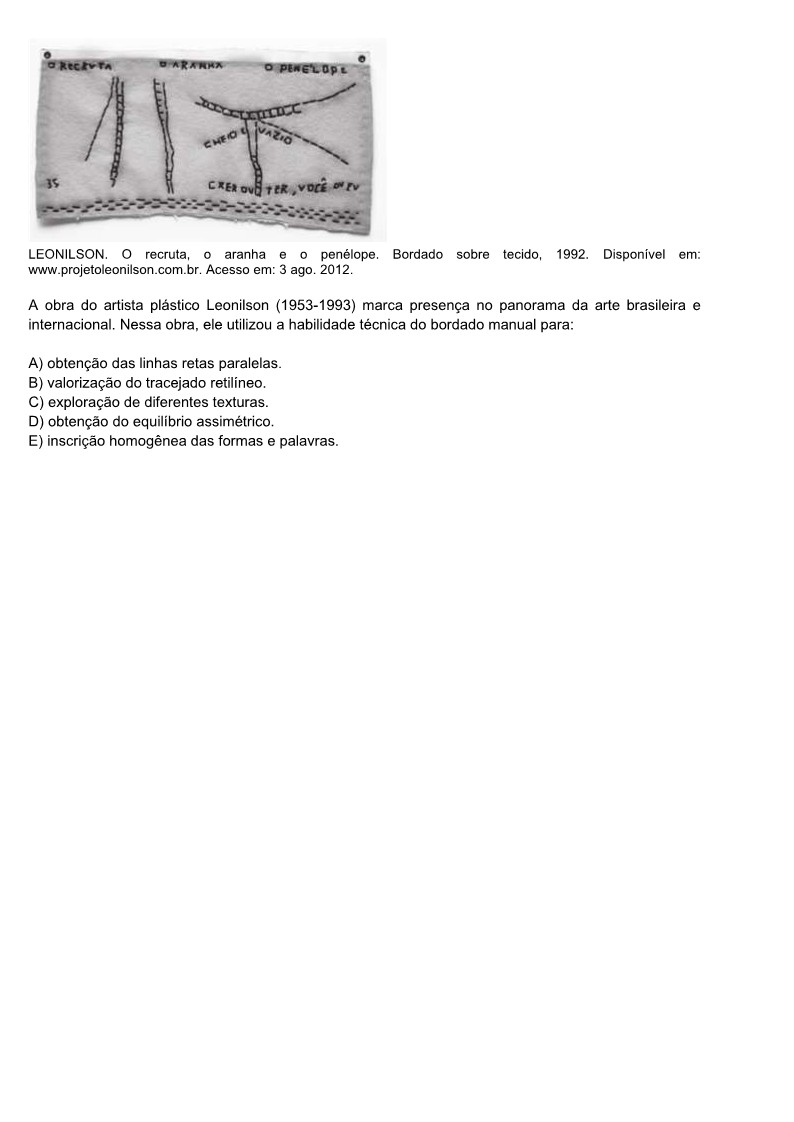 O RECRUTA O ARANHA O PENÉLOPE
CHEIO E VAZIO
35
CRER OU TER, VOCÊ OU EU
LEONILSON. O recruta, o aranha e o penélope. Bordado sobre tecido, 1992. Disponível em:
www.projetoleonilson.com.br. Acesso em: 3 ago. 2012.
A obra do artista plástico Leonilson (1953-1993) marca presença no panorama da arte brasileira e
internacional. Nessa obra, ele utilizou a habilidade técnica do bordado manual para:
A) obtenção das linhas retas paralelas.
B) valorização do tracejado retilíneo.
C) exploração de diferentes texturas.
D) obtenção do equilíbrio assimétrico.
E) inscrição homogênea das formas e palavras.